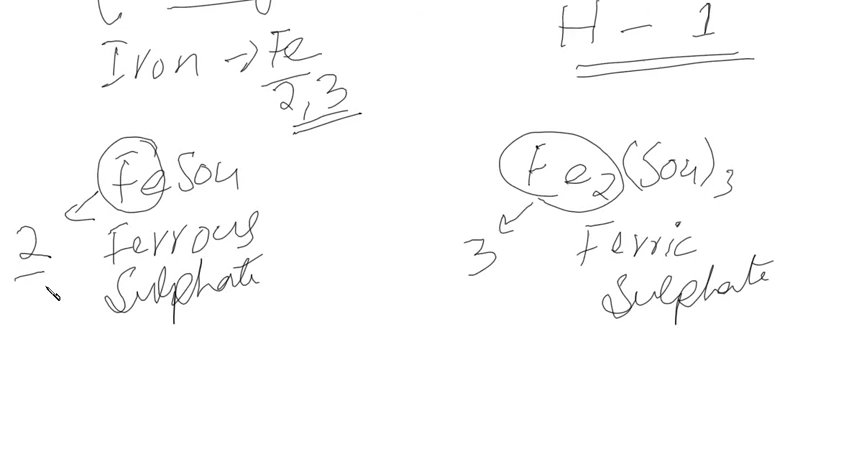 Iron → Fe
2, 3
H - 1
FeSO4
2
Ferrous
Sulphate
Fe2(SO4)3
3
Ferric
Sulphate